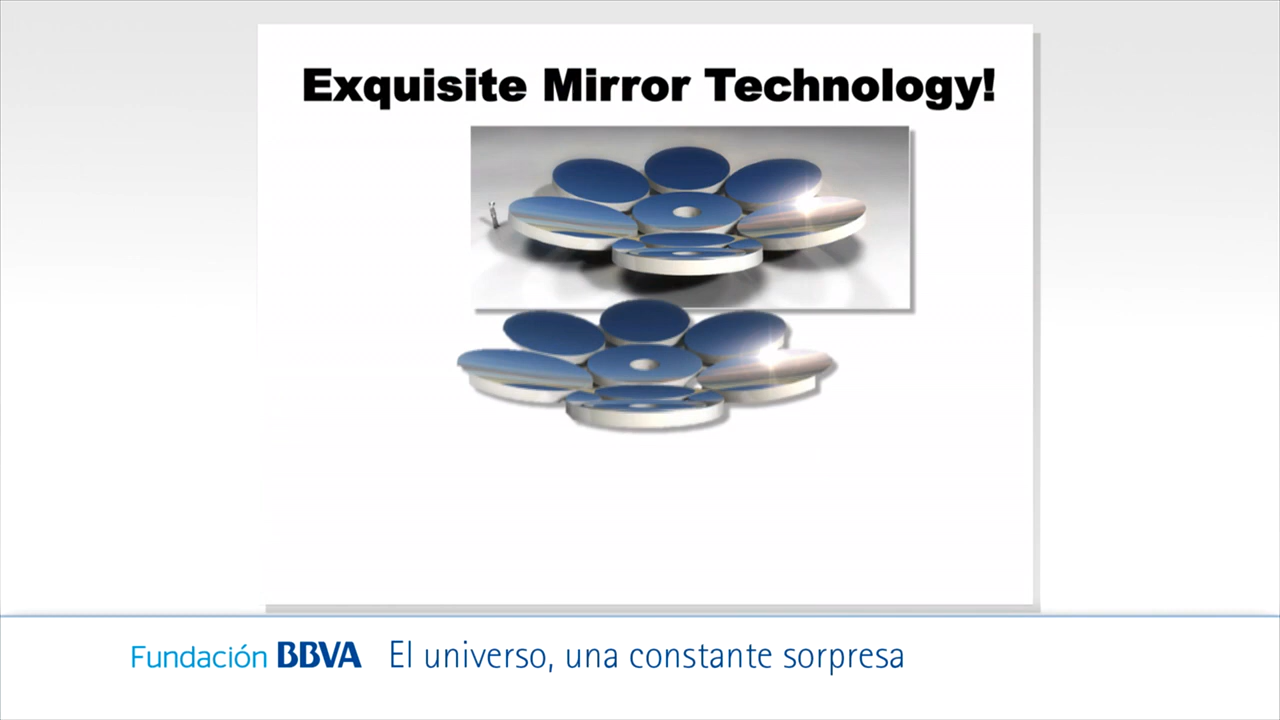 Exquisite Mirror Technology!
Fundación BBVA El universo, una constante sorpresa